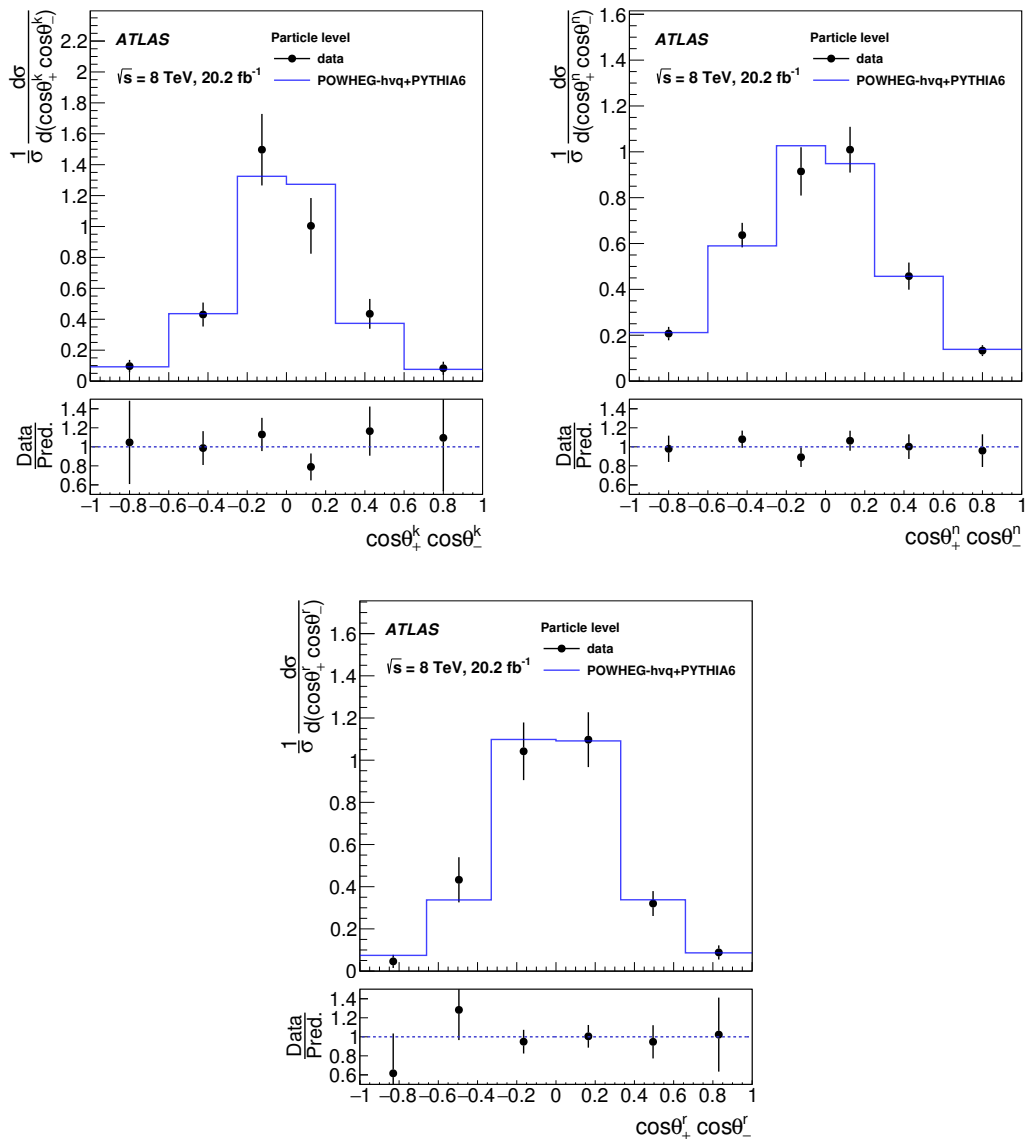 1/σ dσ/d(cosθ₊ᵏ cosθ₋ᵏ)
ATLAS
Particle level
data
√s = 8 TeV, 20.2 fb⁻¹
POWHEG-hvq+PYTHIA6
2.2
2
1.8
1.6
1.4
1.2
1
0.8
0.6
0.4
0.2
0
Data/Pred.
1.4
1.2
1
0.8
0.6
−1 −0.8 −0.6 −0.4 −0.2 0 0.2 0.4 0.6 0.8 1
cosθ₊ᵏ cosθ₋ᵏ
1/σ dσ/d(cosθ₊ⁿ cosθ₋ⁿ)
ATLAS
Particle level
data
√s = 8 TeV, 20.2 fb⁻¹
POWHEG-hvq+PYTHIA6
1.6
1.4
1.2
1
0.8
0.6
0.4
0.2
0
Data/Pred.
1.4
1.2
1
0.8
0.6
−1 −0.8 −0.6 −0.4 −0.2 0 0.2 0.4 0.6 0.8 1
cosθ₊ⁿ cosθ₋ⁿ
1/σ dσ/d(cosθ₊ʳ cosθ₋ʳ)
ATLAS
Particle level
data
√s = 8 TeV, 20.2 fb⁻¹
POWHEG-hvq+PYTHIA6
1.6
1.4
1.2
1
0.8
0.6
0.4
0.2
0
Data/Pred.
1.4
1.2
1
0.8
0.6
−1 −0.8 −0.6 −0.4 −0.2 0 0.2 0.4 0.6 0.8 1
cosθ₊ʳ cosθ₋ʳ